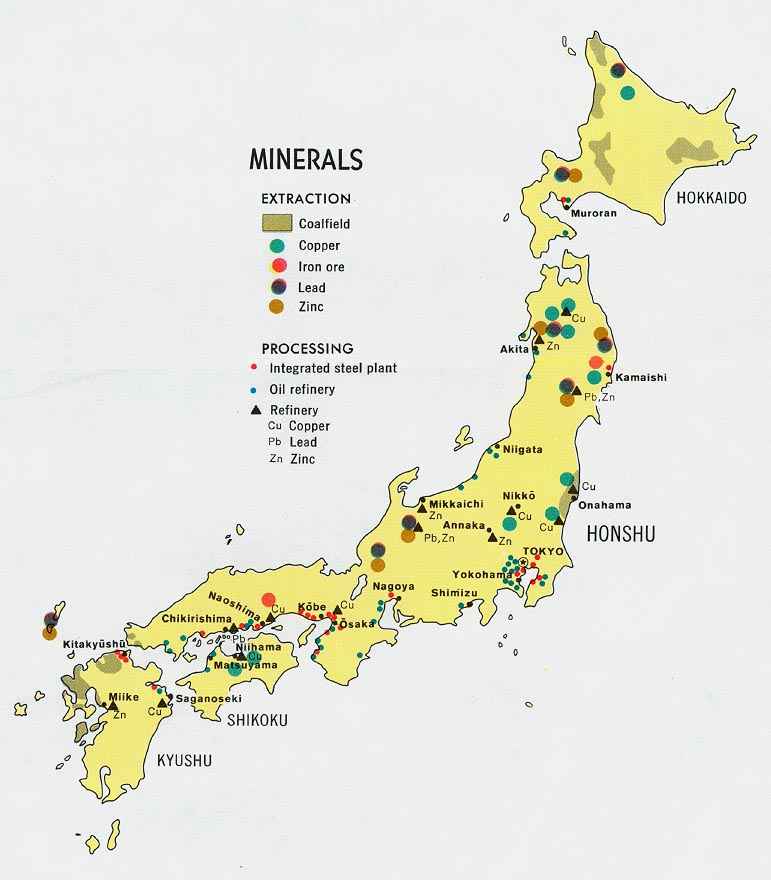 MINERALS
EXTRACTION
Coalfield
Copper
Iron ore
Lead
Zinc
PROCESSING
Integrated steel plant
Oil refinery
Refinery
Cu Copper
Pb Lead
Zn Zinc
HOKKAIDO
Muroran
Cu
Akita
Zn
Kamaishi
Pb,Zn
Niigata
Cu
Mikkaichi
Nikkō
Onahama
Zn
Cu
Annaka
Cu
HONSHU
Pb,Zn
Zn
TOKYO
Yokohama
Nagoya
Shimizu
Naoshima
Kōbe
Cu
Cu
Chikirishima
Ōsaka
Pb
Kitakyūshū
Niihama
Cu
Matsuyama
Miike
Saganoseki
Zn
Cu
SHIKOKU
KYUSHU